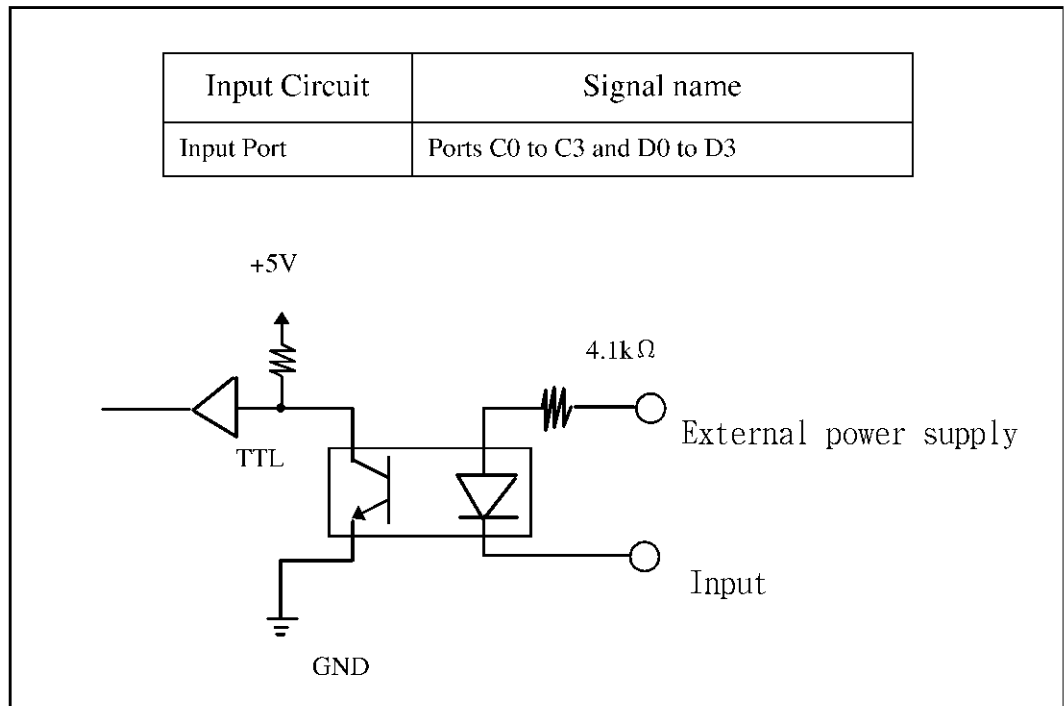 Input Circuit Signal name
Input Port Ports C0 to C3 and D0 to D3
+5V
4.1kΩ
External power supply
TTL
Input
GND